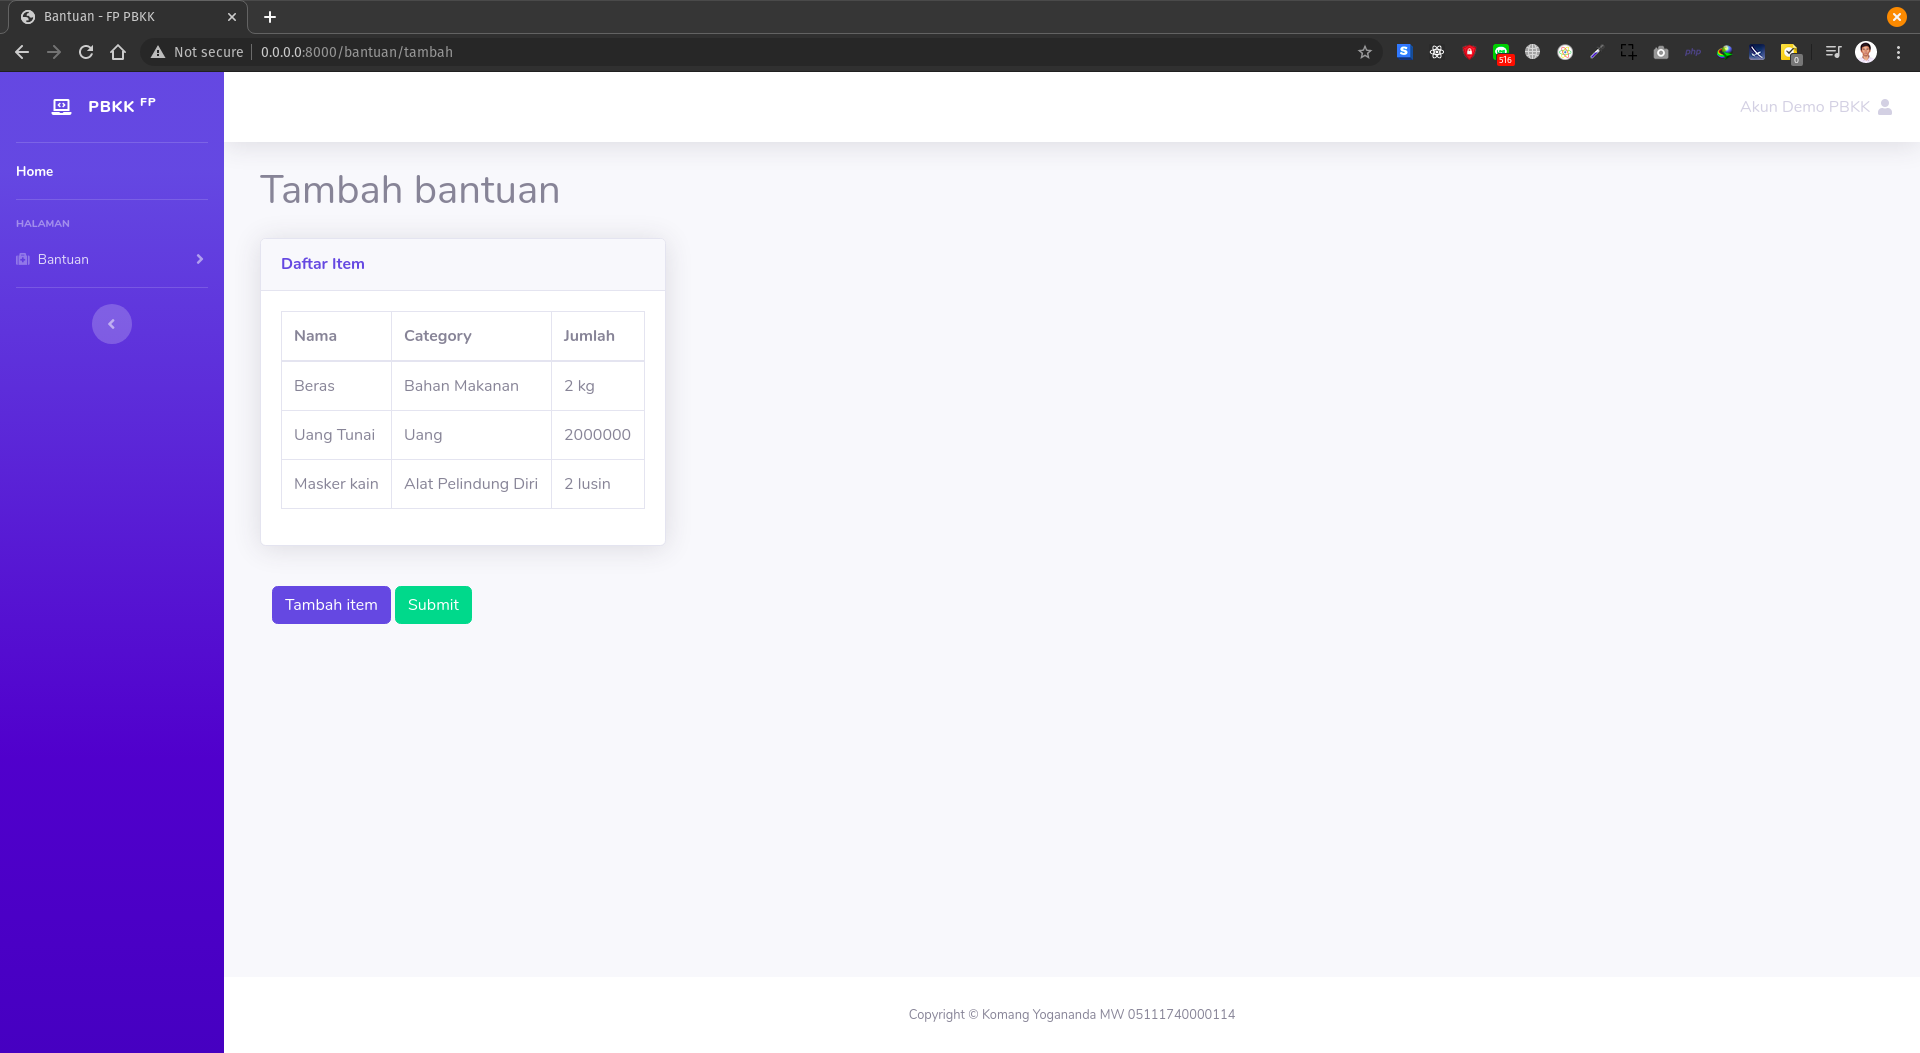 Bantuan - FP PBKK
Not secure 0.0.0.0:8000/bantuan/tambah
S 516 php 0
PBKK FP
Akun Demo PBKK
Home
HALAMAN
Bantuan
Tambah bantuan
Daftar Item
Nama Category Jumlah
Beras Bahan Makanan 2 kg
Uang Tunai Uang 2000000
Masker kain Alat Pelindung Diri 2 lusin
Tambah item Submit
Copyright © Komang Yogananda MW 05111740000114